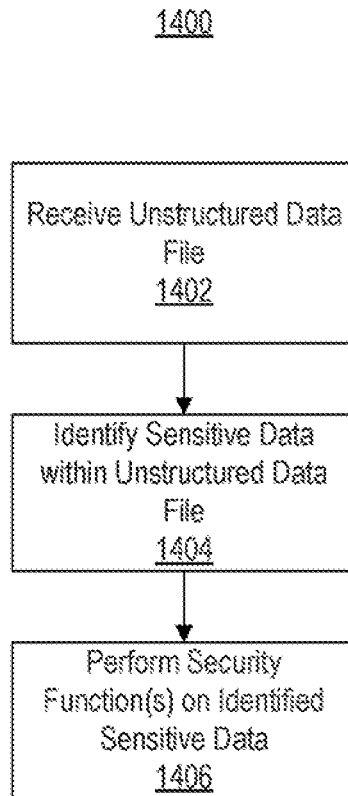 1400
Receive Unstructured Data
File
1402
Identify Sensitive Data
within Unstructured Data
File
1404
Perform Security
Function(s) on Identified
Sensitive Data
1406